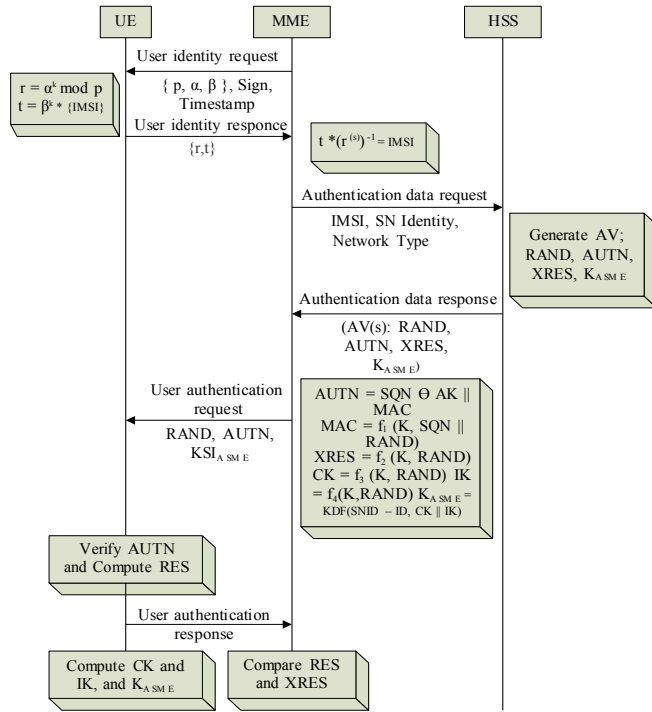 UE
MME
HSS
User identity request
{ p, α, β }, Sign,
Timestamp
r = αᵏ mod p
t = βᵏ * {IMSI}
User identity responce
{r,t}
t *(r ⁽ˢ⁾)⁻¹ = IMSI
Authentication data request
IMSI, SN Identity,
Network Type
Generate AV;
RAND, AUTN,
XRES, K_ASME
Authentication data response
(AV(s): RAND,
AUTN, XRES,
K_ASME)
User authentication
request
RAND, AUTN,
KSI_ASME
AUTN = SQN Ꮎ AK ||
MAC
MAC = f₁ (K, SQN ||
RAND)
XRES = f₂ (K, RAND)
CK = f₃ (K, RAND) IK
= f₄(K,RAND) K_ASME =
KDF(SNID – ID, CK || IK)
Verify AUTN
and Compute RES
User authentication
response
Compute CK and
IK, and K_ASME
Compare RES
and XRES